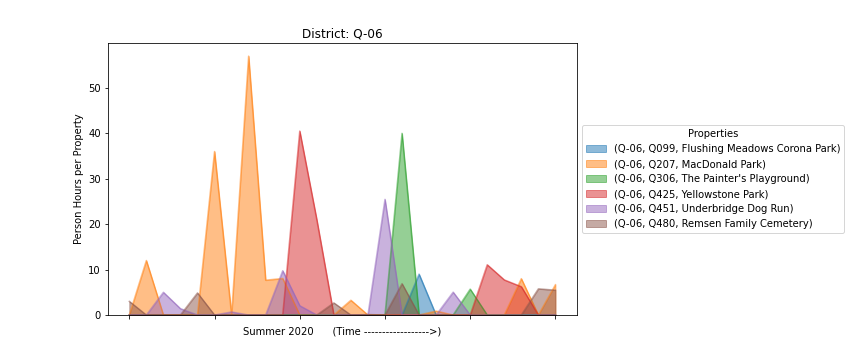 District: Q-06
50
40
30
20
10
0
Person Hours per Property
Summer 2020 (Time ------------------>)
Properties
(Q-06, Q099, Flushing Meadows Corona Park)
(Q-06, Q207, MacDonald Park)
(Q-06, Q306, The Painter's Playground)
(Q-06, Q425, Yellowstone Park)
(Q-06, Q451, Underbridge Dog Run)
(Q-06, Q480, Remsen Family Cemetery)